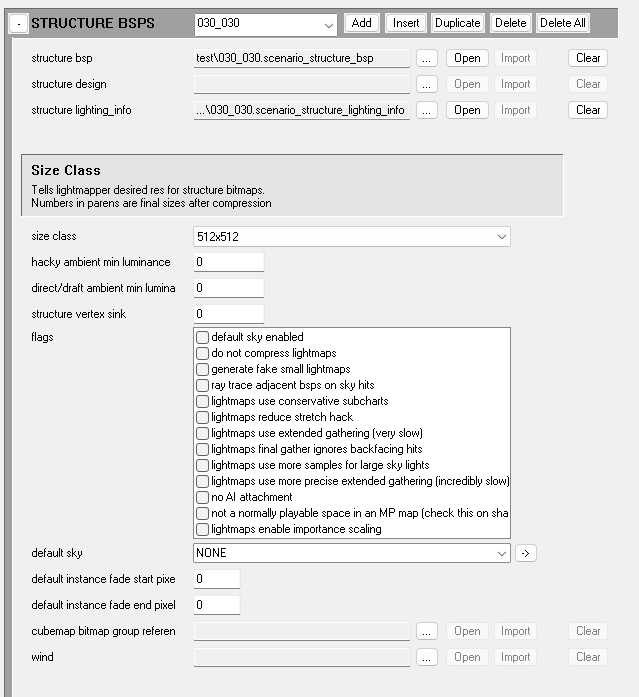 - STRUCTURE BSPS 030_030 Add Insert Duplicate Delete Delete All
structure bsp test\030_030.scenario_structure_bsp ... Open Import Clear
structure design ... Open Import Clear
structure lighting_info ...\030_030.scenario_structure_lighting_info ... Open Import Clear
Size Class
Tells lightmapper desired res for structure bitmaps.
Numbers in parens are final sizes after compression
size class 512x512
hacky ambient min luminance 0
direct/draft ambient min lumina 0
structure vertex sink 0
flags
default sky enabled
do not compress lightmaps
generate fake small lightmaps
ray trace adjacent bsps on sky hits
lightmaps use conservative subcharts
lightmaps reduce stretch hack
lightmaps use extended gathering (very slow)
lightmaps final gather ignores backfacing hits
lightmaps use more samples for large sky lights
lightmaps use more precise extended gathering (incredibly slow)
no AI attachment
not a normally playable space in an MP map (check this on sha
lightmaps enable importance scaling
default sky NONE ->
default instance fade start pixe 0
default instance fade end pixel 0
cubemap bitmap group referen ... Open Import Clear
wind ... Open Import Clear